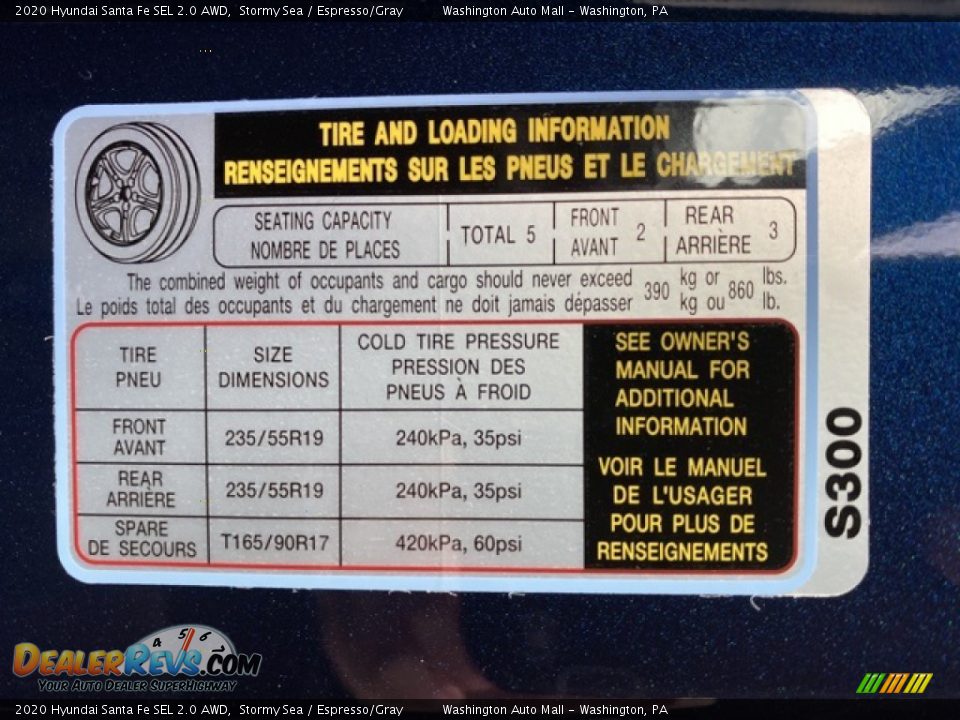 2020 Hyundai Santa Fe SEL 2.0 AWD, Stormy Sea / Espresso/Gray Washington Auto Mall - Washington, PA
TIRE AND LOADING INFORMATION
RENSEIGNEMENTS SUR LES PNEUS ET LE CHARGEMENT
SEATING CAPACITY
NOMBRE DE PLACES
TOTAL 5
FRONT
AVANT
2
REAR
ARRIÈRE
3
The combined weight of occupants and cargo should never exceed
Le poids total des occupants et du chargement ne doit jamais dépasser
390
kg or
kg ou
860
lbs.
lb.
TIRE
PNEU
SIZE
DIMENSIONS
COLD TIRE PRESSURE
PRESSION DES
PNEUS À FROID
FRONT
AVANT
235/55R19
240kPa, 35psi
REAR
ARRIÈRE
235/55R19
240kPa, 35psi
SPARE
DE SECOURS
T165/90R17
420kPa, 60psi
SEE OWNER'S
MANUAL FOR
ADDITIONAL
INFORMATION
VOIR LE MANUEL
DE L'USAGER
POUR PLUS DE
RENSEIGNEMENTS
S300
4 5 6
DEALERREVS.COM
YOUR AUTO DEALER SUPERHIGHWAY
2020 Hyundai Santa Fe SEL 2.0 AWD, Stormy Sea / Espresso/Gray Washington Auto Mall - Washington, PA